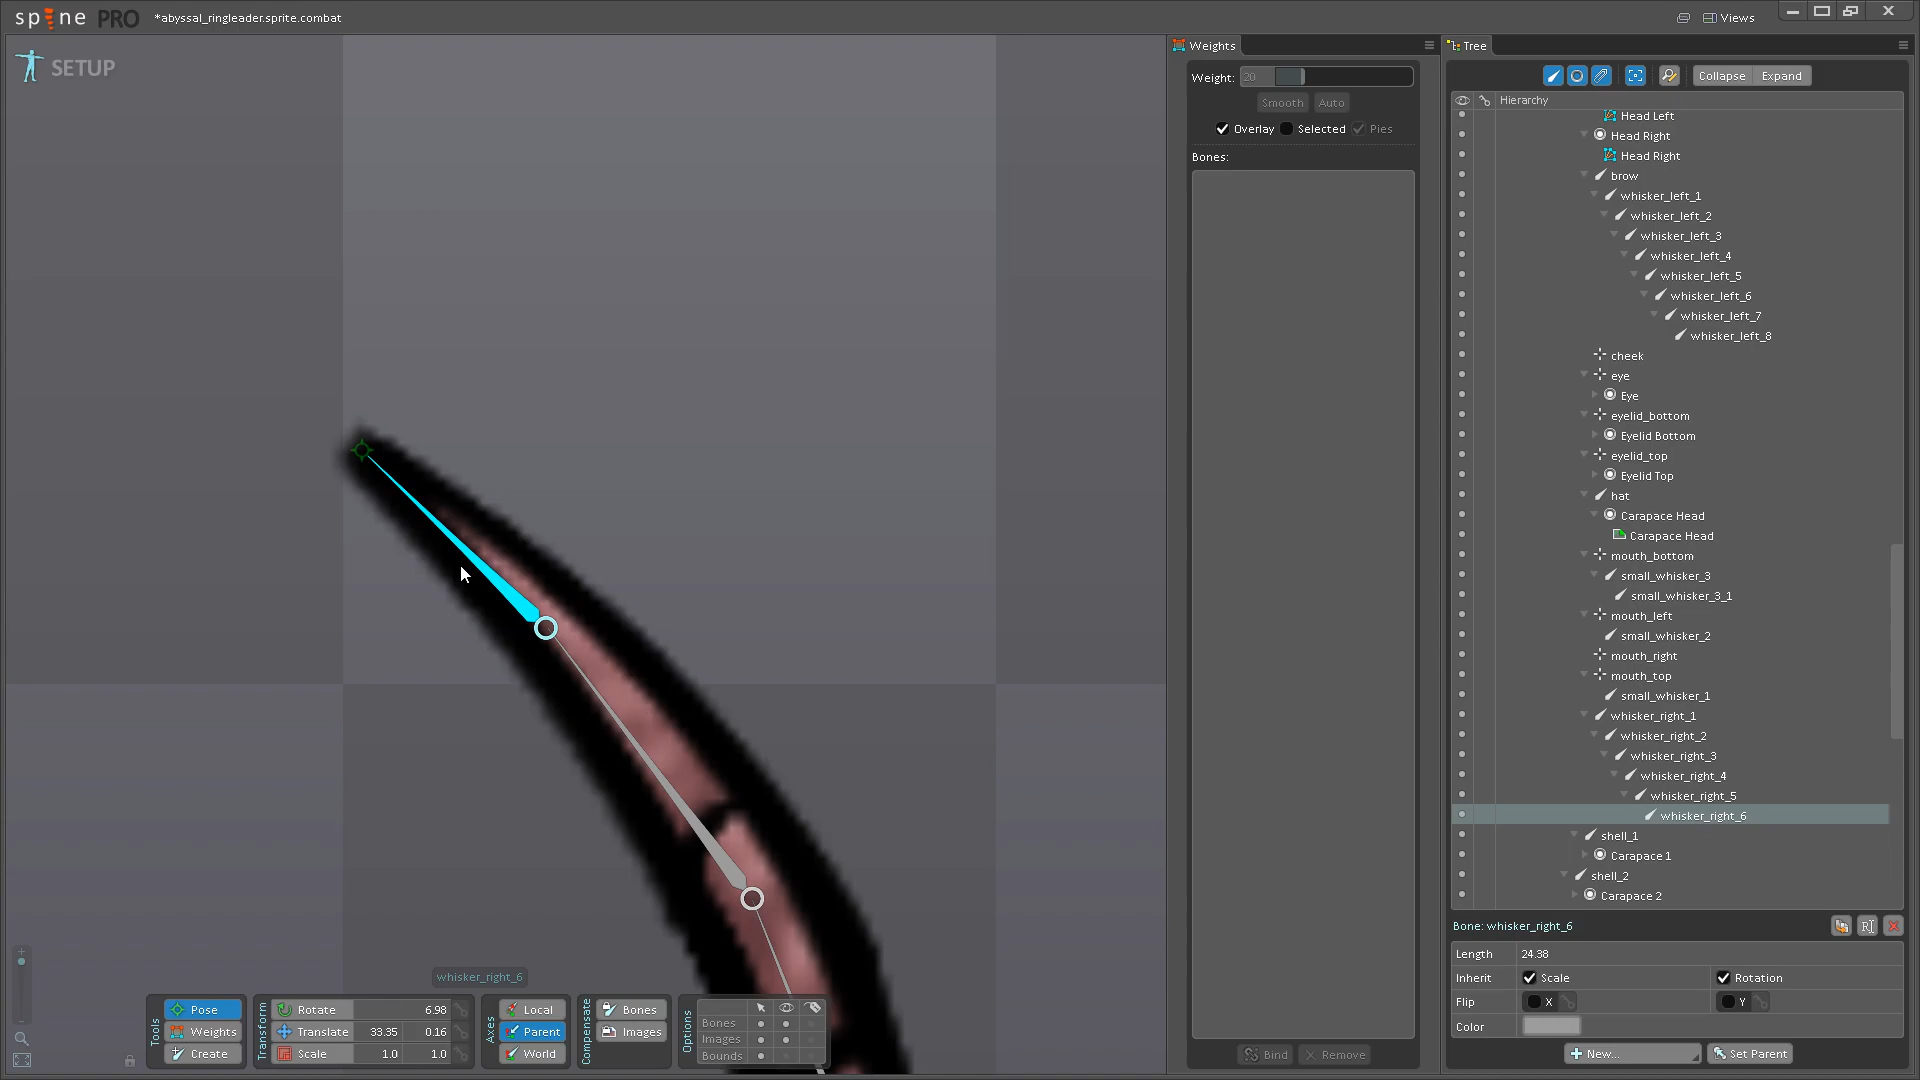 spine PRO
*abyssal_ringleader.sprite.combat
Views
SETUP
Weights
Weight: 20
Smooth
Auto
Overlay
Selected
Pies
Bones:
Bind
Remove
Tree
Collapse
Expand
Hierarchy
Head Left
Head Right
Head Right
brow
whisker_left_1
whisker_left_2
whisker_left_3
whisker_left_4
whisker_left_5
whisker_left_6
whisker_left_7
whisker_left_8
cheek
eye
Eye
eyelid_bottom
Eyelid Bottom
eyelid_top
Eyelid Top
hat
Carapace Head
Carapace Head
mouth_bottom
small_whisker_3
small_whisker_3_1
mouth_left
small_whisker_2
mouth_right
mouth_top
small_whisker_1
whisker_right_1
whisker_right_2
whisker_right_3
whisker_right_4
whisker_right_5
whisker_right_6
shell_1
Carapace 1
shell_2
Carapace 2
Bone: whisker_right_6
Length 24.38
Inherit Scale Rotation
Flip X Y
Color
New...
Set Parent
whisker_right_6
Tools
Pose
Weights
Create
Transform
Rotate 6.98
Translate 33.35 0.16
Scale 1.0 1.0
Axes
Local
Parent
World
Compensate
Bones
Images
Options
Bones
Images
Bounds